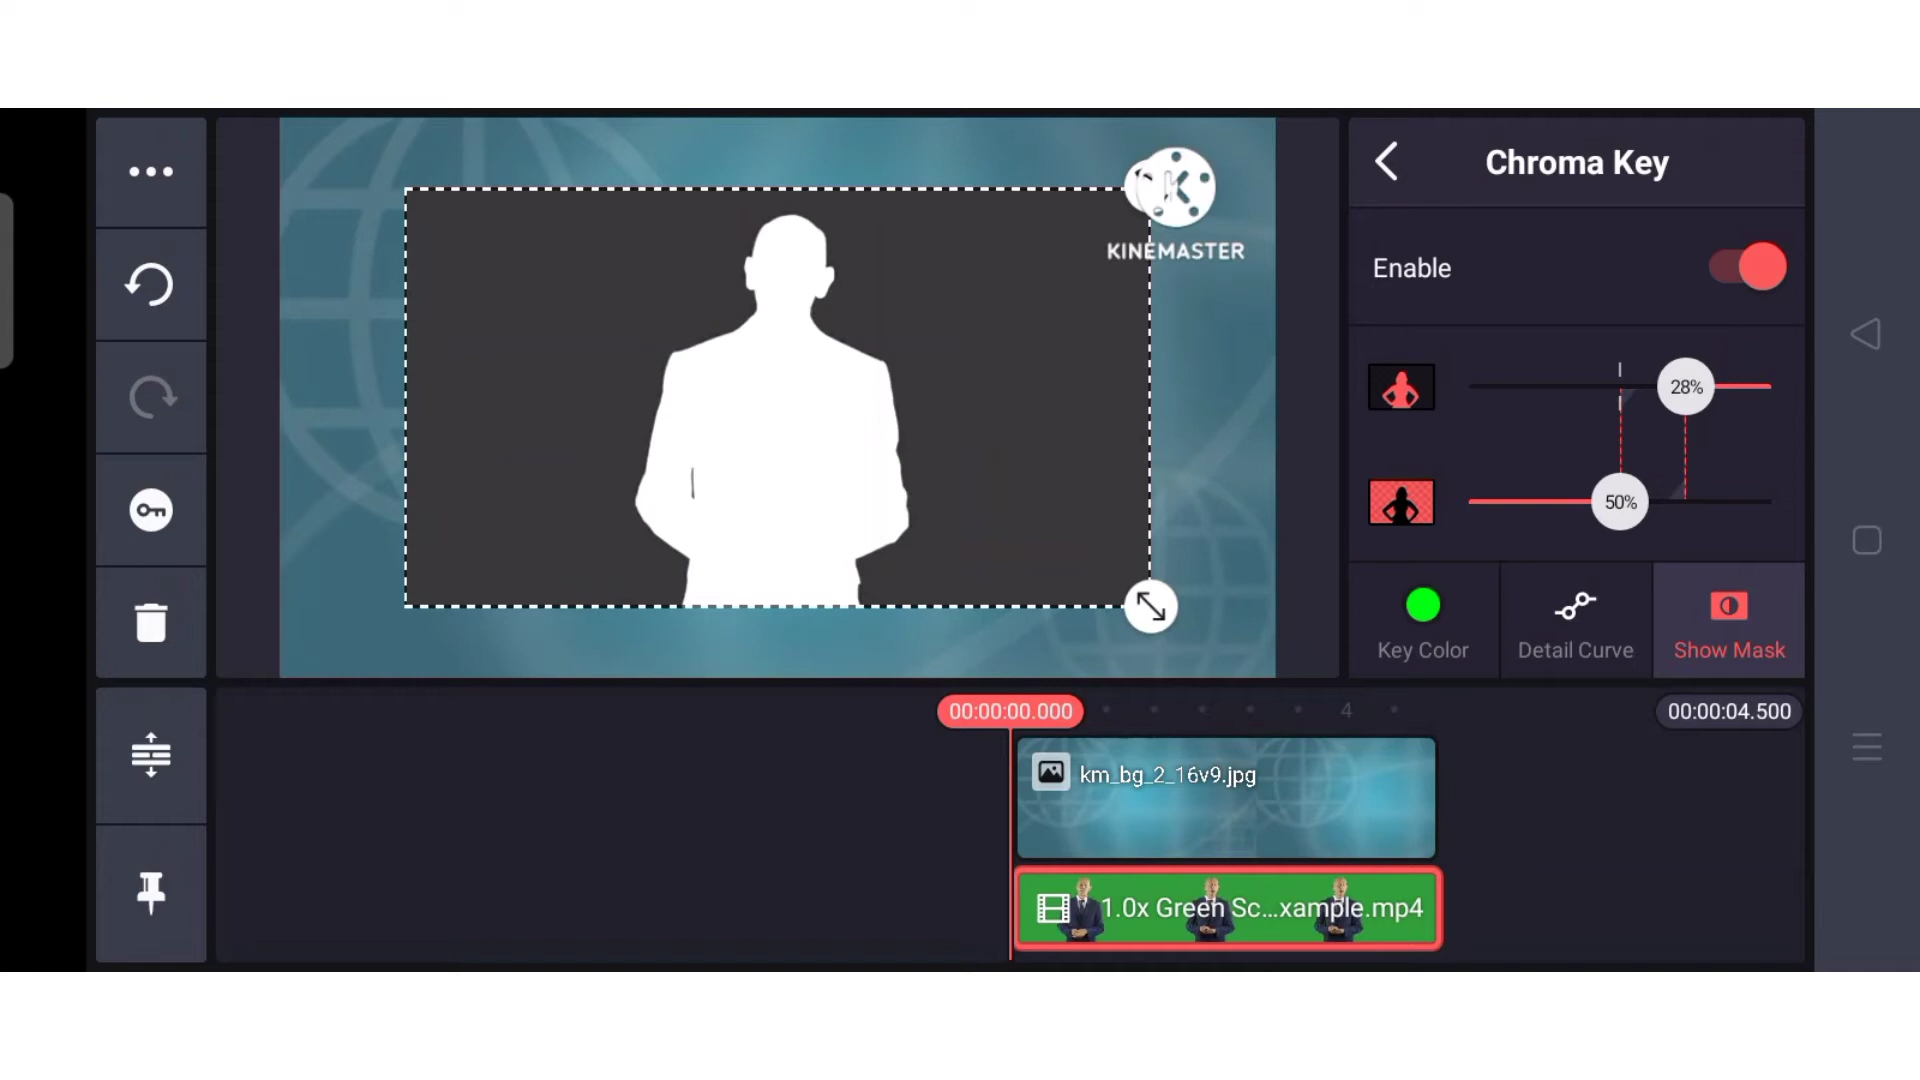 Chroma Key
K
KINEMASTER
Enable
28%
50%
Key Color
Detail Curve
Show Mask
00:00:00.000
4
00:00:04.500
km_bg_2_16v9.jpg
1.0x Green Sc...xample.mp4